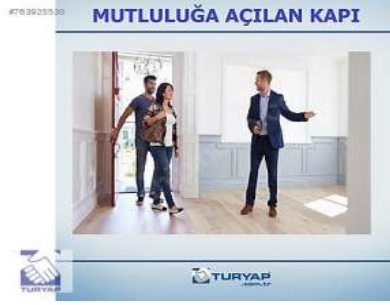 #763925530
MUTLULUĞA AÇILAN KAPI
TURYAP
TURYAP
.com.tr